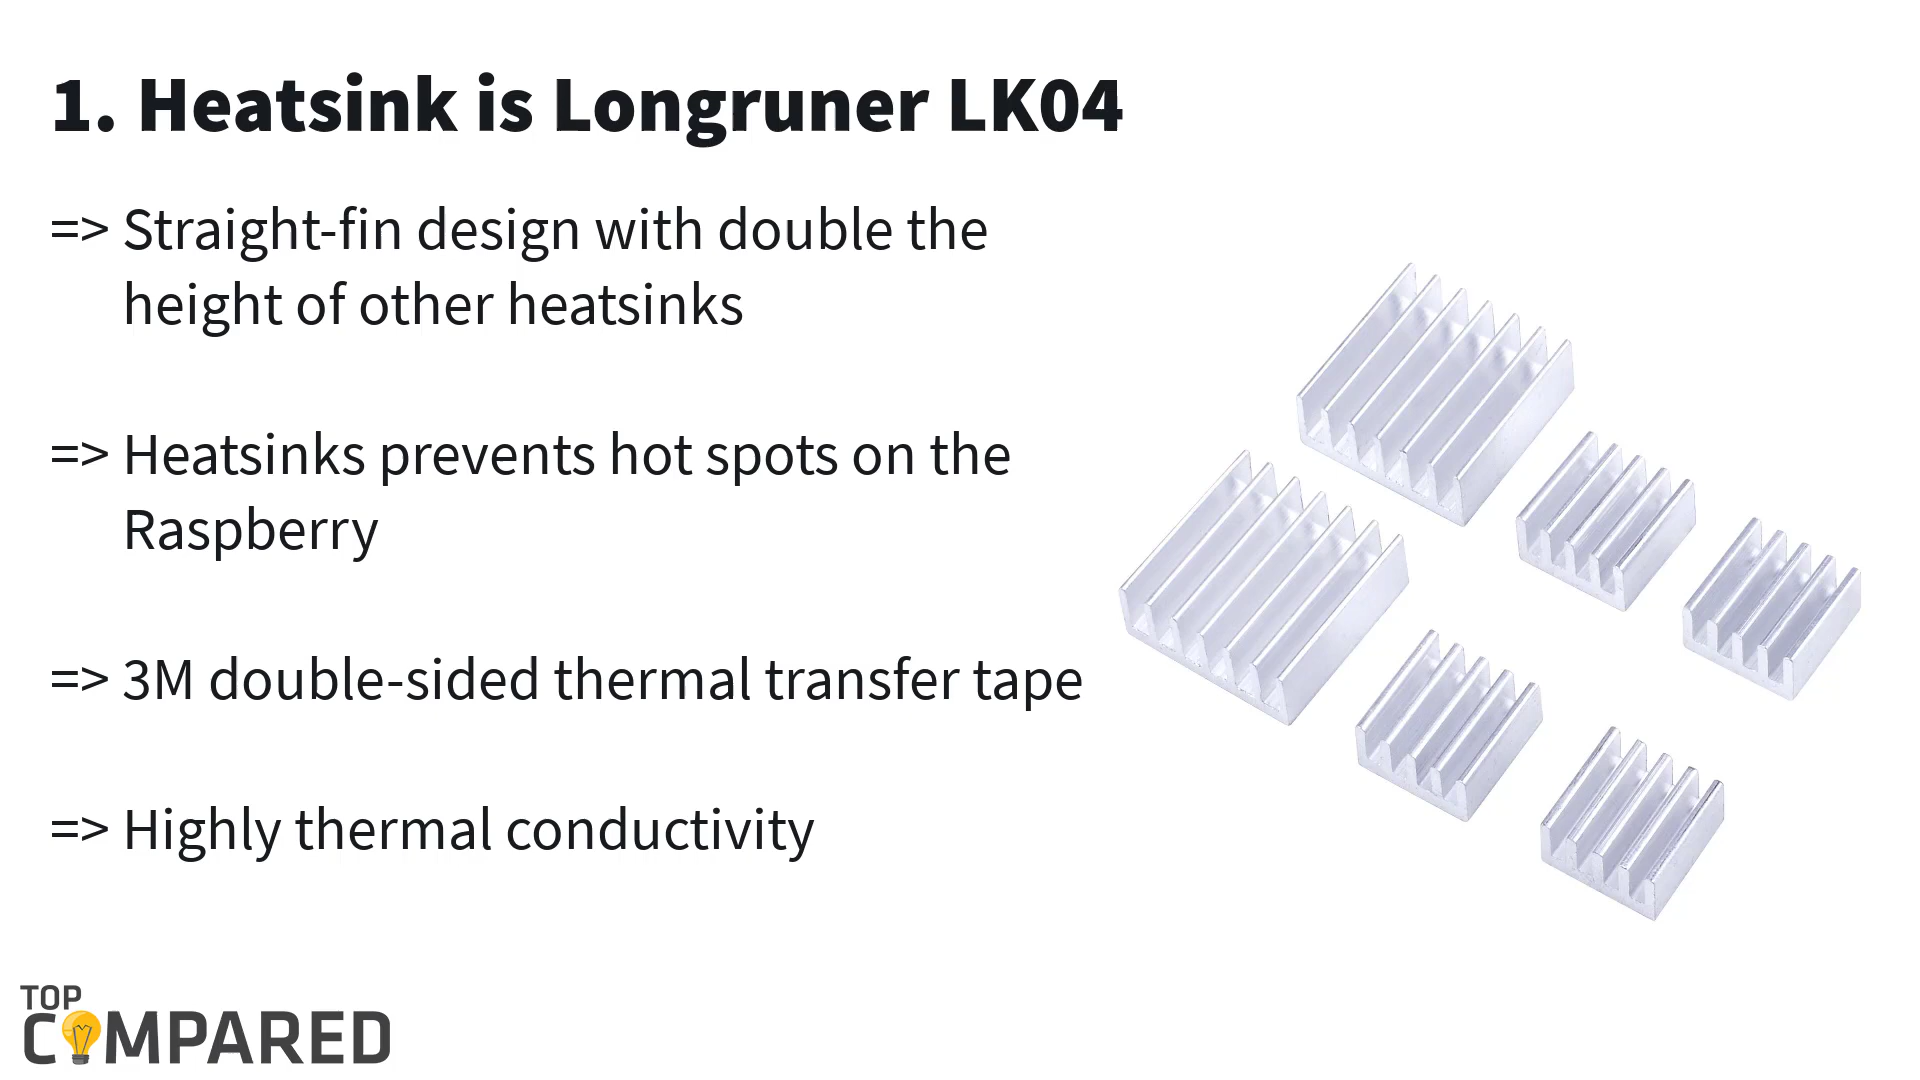 1. Heatsink is Longruner LK04
=> Straight-fin design with double the
height of other heatsinks
=> Heatsinks prevents hot spots on the
Raspberry
=> 3M double-sided thermal transfer tape
=> Highly thermal conductivity
TOP
COMPARED